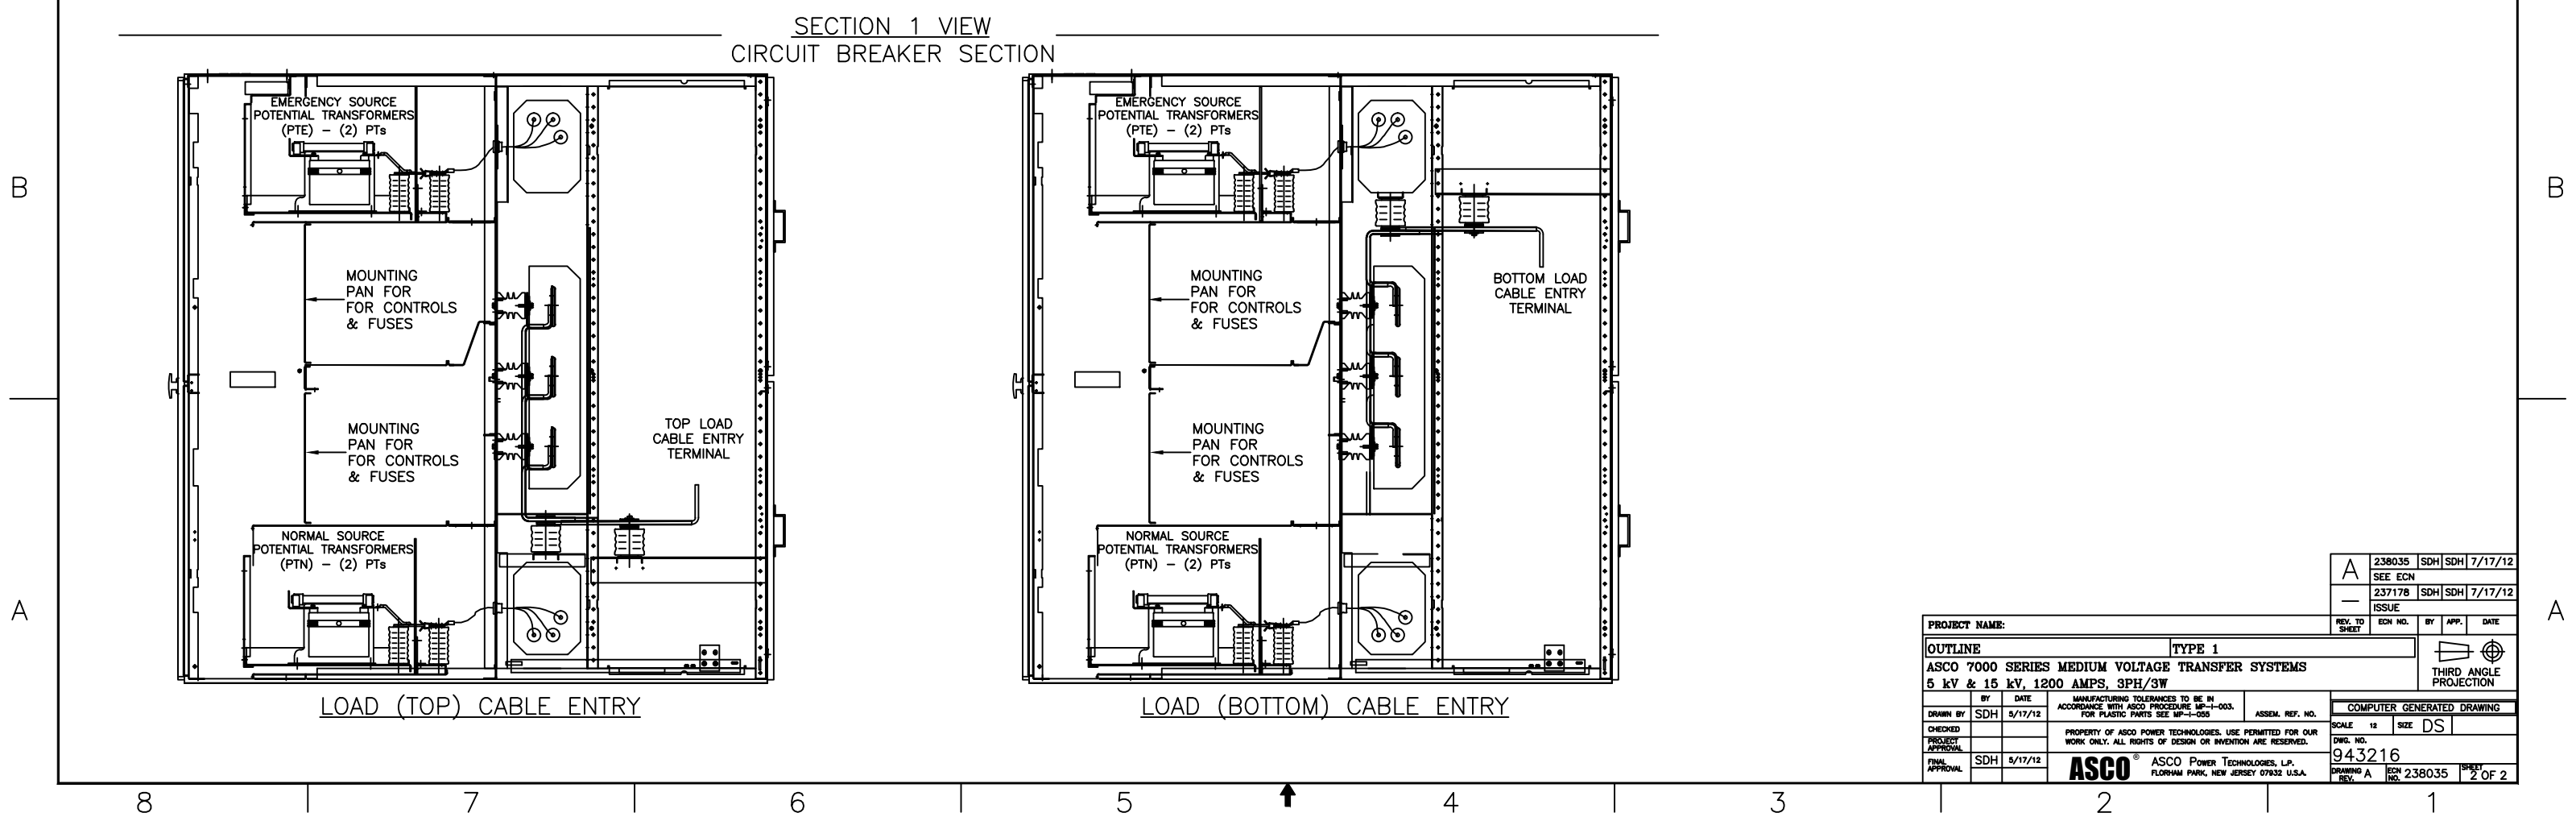 SECTION 1 VIEW
CIRCUIT BREAKER SECTION
EMERGENCY SOURCE
POTENTIAL TRANSFORMERS
(PTE) – (2) PTs
MOUNTING
PAN FOR
FOR CONTROLS
& FUSES
MOUNTING
PAN FOR
FOR CONTROLS
& FUSES
TOP LOAD
CABLE ENTRY
TERMINAL
NORMAL SOURCE
POTENTIAL TRANSFORMERS
(PTN) – (2) PTs
LOAD (TOP) CABLE ENTRY
EMERGENCY SOURCE
POTENTIAL TRANSFORMERS
(PTE) – (2) PTs
MOUNTING
PAN FOR
FOR CONTROLS
& FUSES
BOTTOM LOAD
CABLE ENTRY
TERMINAL
MOUNTING
PAN FOR
FOR CONTROLS
& FUSES
NORMAL SOURCE
POTENTIAL TRANSFORMERS
(PTN) – (2) PTs
LOAD (BOTTOM) CABLE ENTRY
B
B
A
A
A 238035 SDH SDH 7/17/12
SEE ECN
— 237178 SDH SDH 7/17/12
ISSUE
REV. TO SHEET ECN NO. BY APP. DATE
PROJECT NAME:
OUTLINE TYPE 1
ASCO 7000 SERIES MEDIUM VOLTAGE TRANSFER SYSTEMS
5 kV & 15 kV, 1200 AMPS, 3PH/3W
THIRD ANGLE
PROJECTION
BY DATE
DRAWN BY SDH 5/17/12
CHECKED
PROJECT APPROVAL
FINAL APPROVAL SDH 5/17/12
MANUFACTURING TOLERANCES TO BE IN
ACCORDANCE WITH ASCO PROCEDURE MP-I-003.
FOR PLASTIC PARTS SEE MP-I-055
ASSEM. REF. NO.
PROPERTY OF ASCO POWER TECHNOLOGIES. USE PERMITTED FOR OUR
WORK ONLY. ALL RIGHTS OF DESIGN OR INVENTION ARE RESERVED.
ASCO® ASCO POWER TECHNOLOGIES, L.P.
FLORHAM PARK, NEW JERSEY 07932 U.S.A.
COMPUTER GENERATED DRAWING
SCALE 12 SIZE DS
DWG. NO.
943216
DRAWING REV. A ECN NO. 238035 SHEET 2 OF 2
8 7 6 5 4 3 2 1